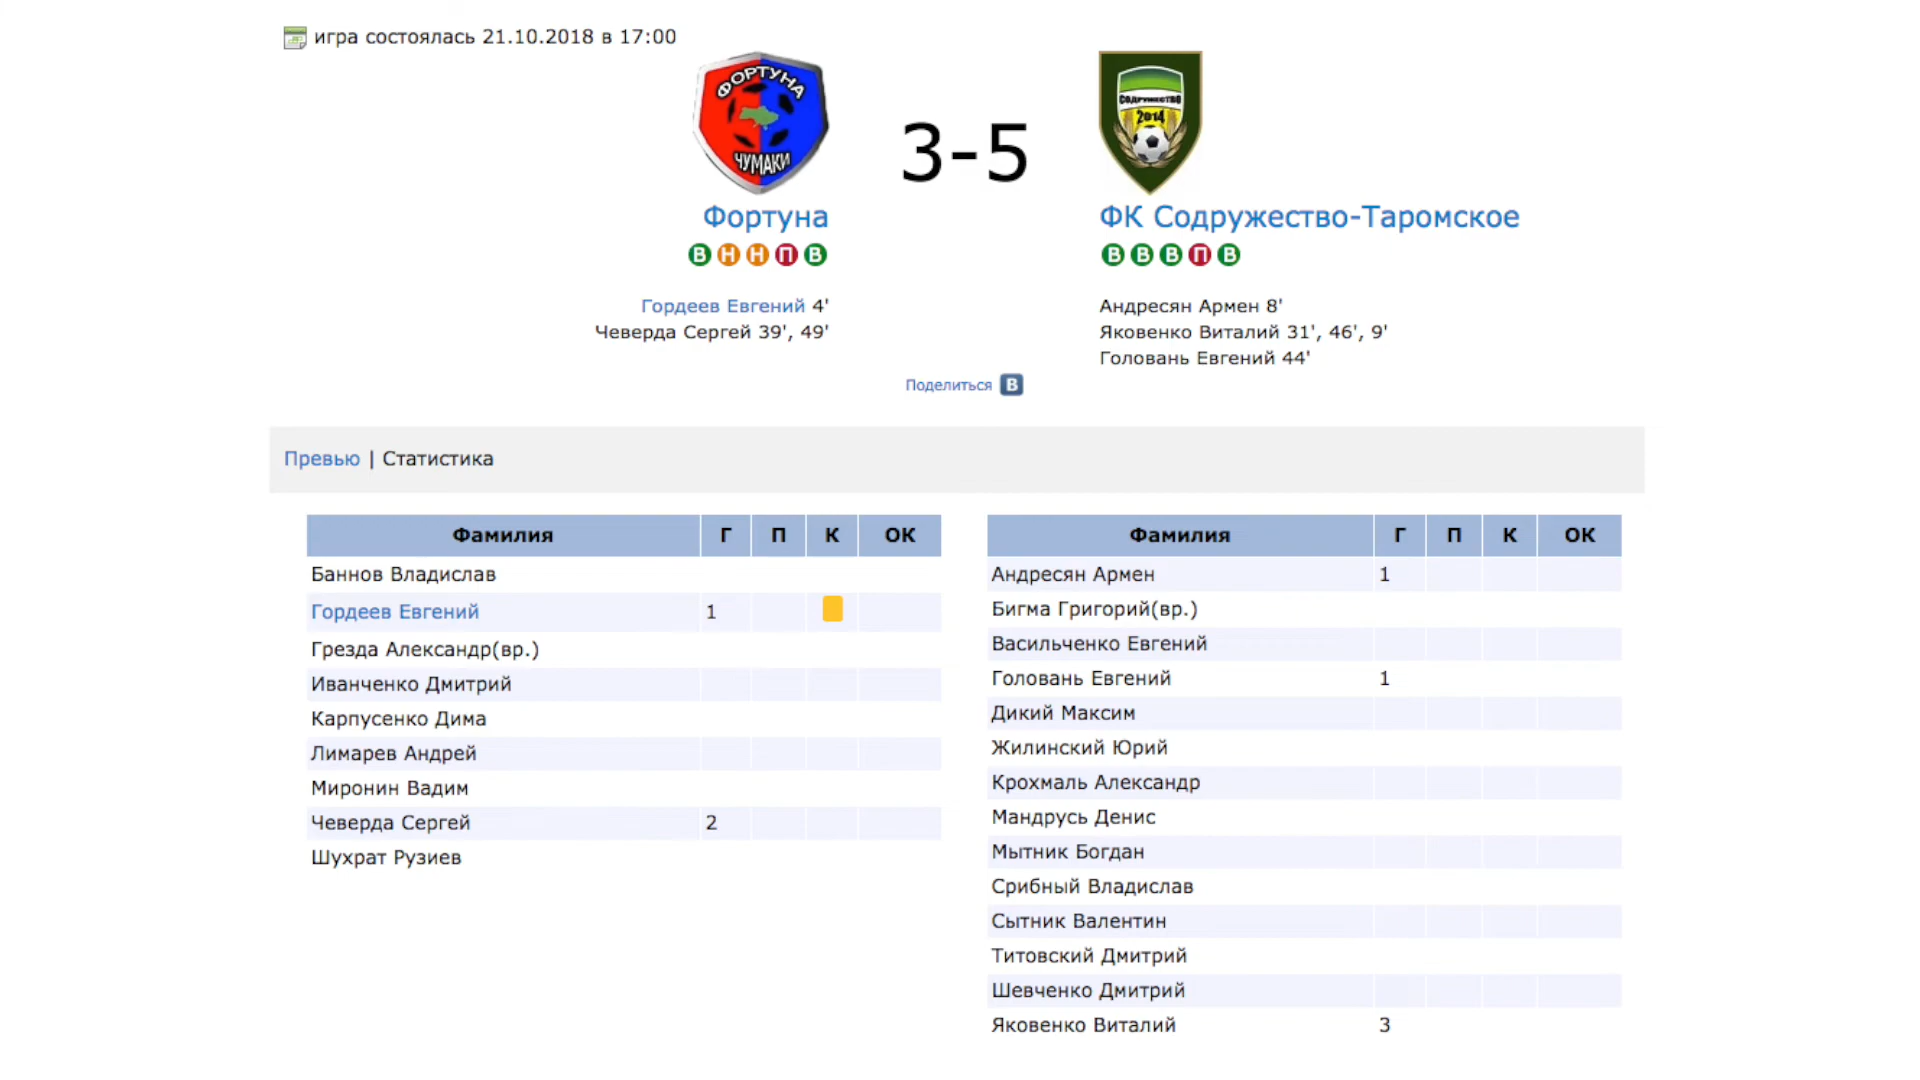 игра состоялась 21.10.2018 в 17:00
ФОРТУНА
ЧУМАКИ
3-5
СОДРУЖЕСТВО
2014
Фортуна
ФК Содружество-Таромское
В Н Н П В
В В В П В
Гордеев Евгений 4'
Чеверда Сергей 39', 49'
Андресян Армен 8'
Яковенко Виталий 31', 46', 9'
Головань Евгений 44'
Поделиться В
Превью | Статистика
Фамилия Г П К ОК
Баннов Владислав
Гордеев Евгений 1
Грезда Александр(вр.)
Иванченко Дмитрий
Карпусенко Дима
Лимарев Андрей
Миронин Вадим
Чеверда Сергей 2
Шухрат Рузиев
Фамилия Г П К ОК
Андресян Армен 1
Бигма Григорий(вр.)
Васильченко Евгений
Головань Евгений 1
Дикий Максим
Жилинский Юрий
Крохмаль Александр
Мандрусь Денис
Мытник Богдан
Срибный Владислав
Сытник Валентин
Титовский Дмитрий
Шевченко Дмитрий
Яковенко Виталий 3